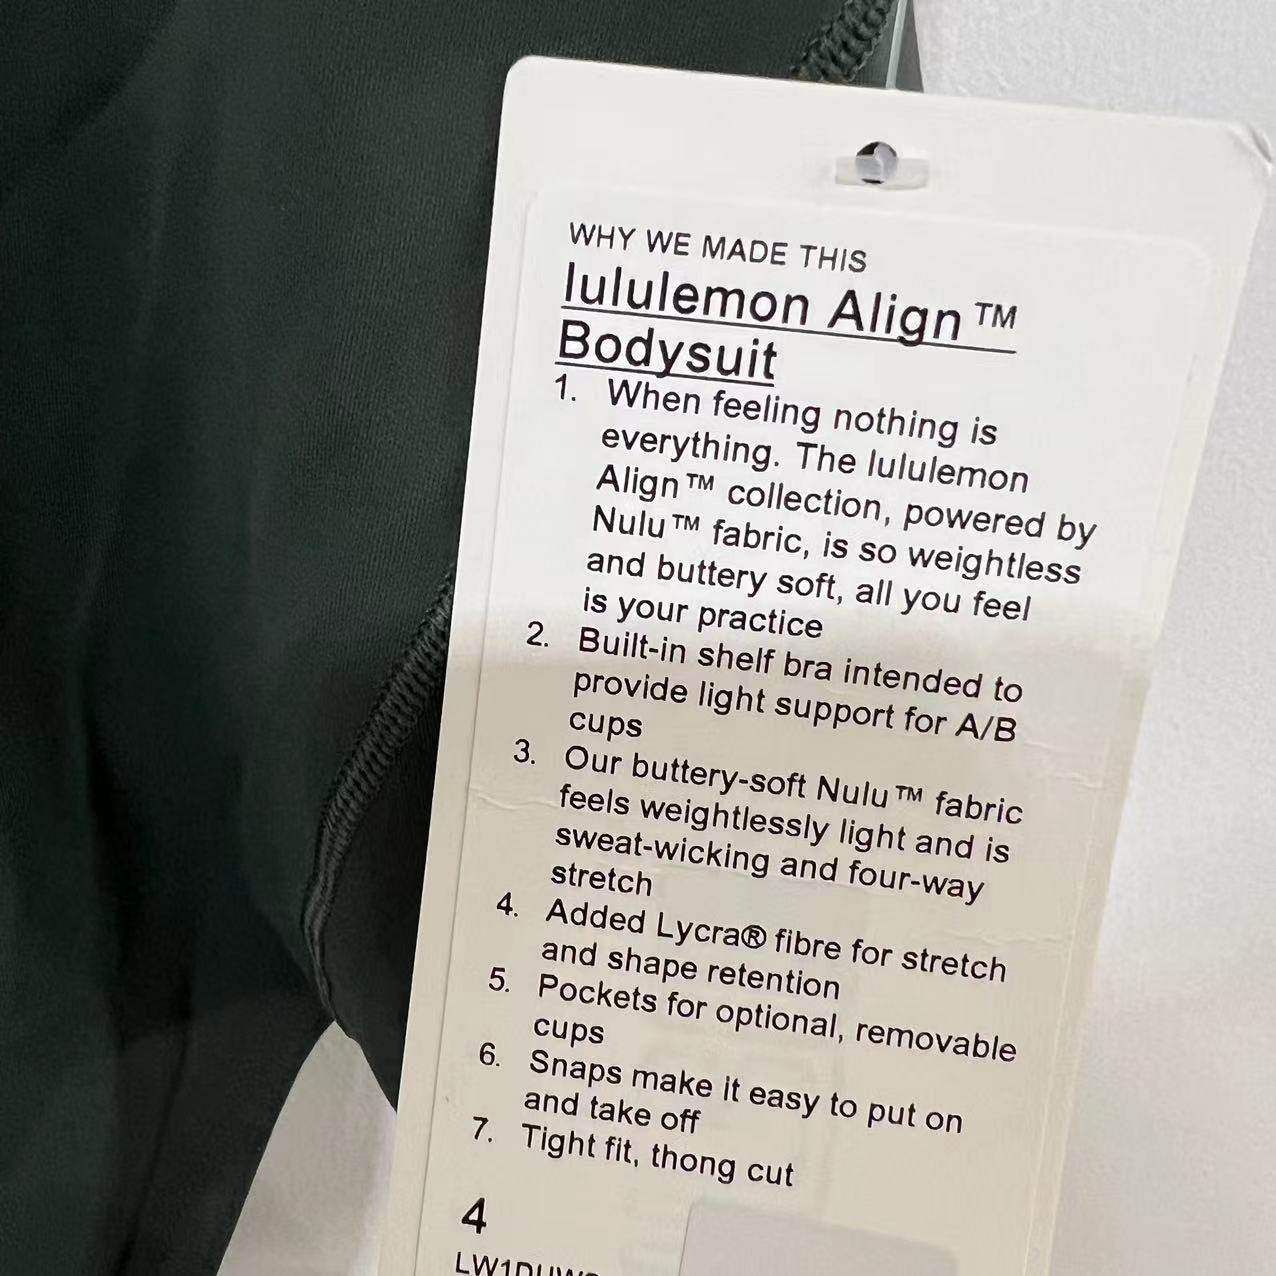 WHY WE MADE THIS
lululemon Align™
Bodysuit
1. When feeling nothing is
everything. The lululemon
Align™ collection, powered by
Nulu™ fabric, is so weightless
and buttery soft, all you feel
is your practice
2. Built-in shelf bra intended to
provide light support for A/B
cups
3. Our buttery-soft Nulu™ fabric
feels weightlessly light and is
sweat-wicking and four-way
stretch
4. Added Lycra® fibre for stretch
and shape retention
5. Pockets for optional, removable
cups
6. Snaps make it easy to put on
and take off
7. Tight fit, thong cut
4